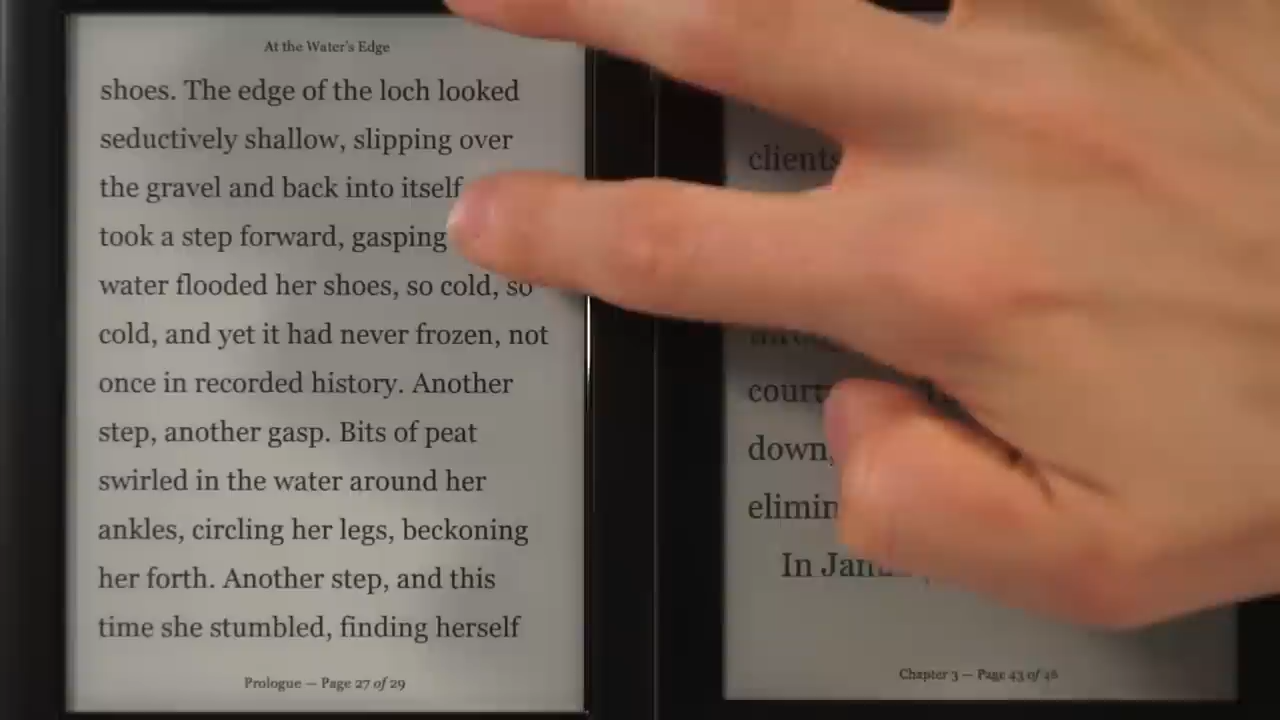 At the Water's Edge
shoes. The edge of the loch looked
seductively shallow, slipping over
the gravel and back into itself
took a step forward, gasping
water flooded her shoes, so cold, so
cold, and yet it had never frozen, not
once in recorded history. Another
step, another gasp. Bits of peat
swirled in the water around her
ankles, circling her legs, beckoning
her forth. Another step, and this
time she stumbled, finding herself
Prologue — Page 27 of 29
clients
down,
In
Chapter 3 — Page 43 of 48